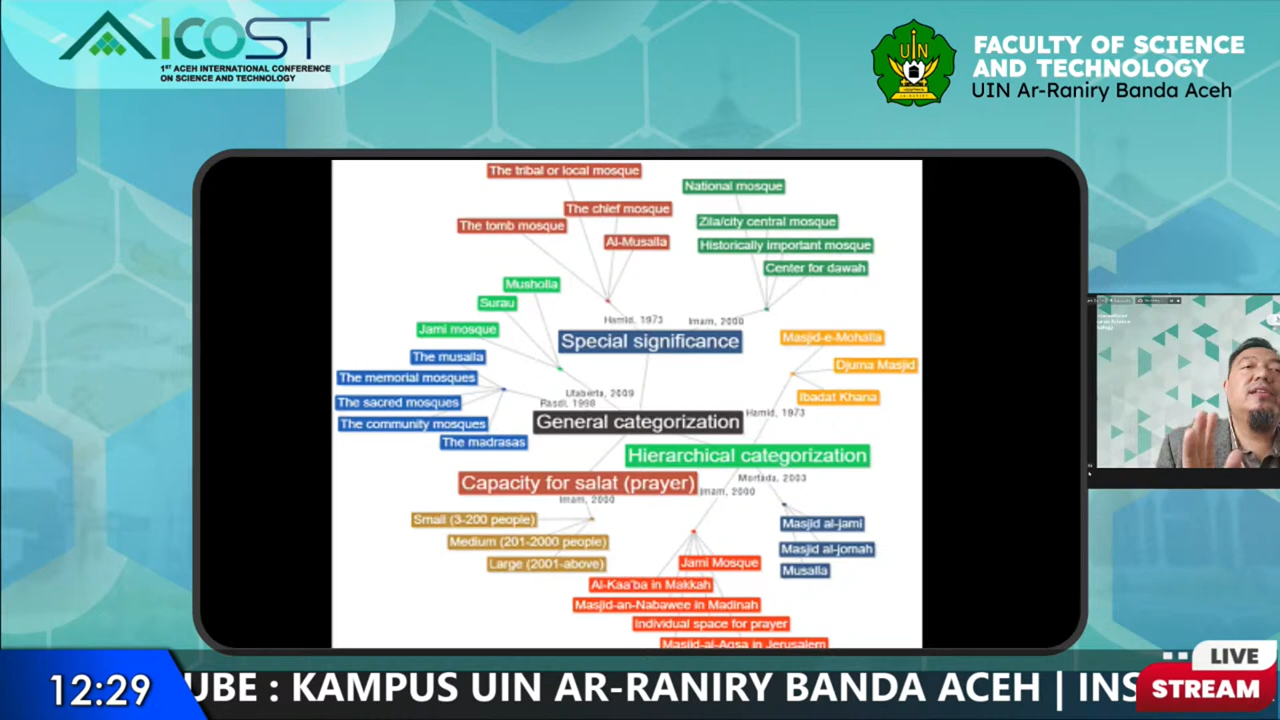 AICOST
1ST ACEH INTERNATIONAL CONFERENCE
ON SCIENCE AND TECHNOLOGY
UIN
FACULTY OF SCIENCE
AND TECHNOLOGY
UIN Ar-Raniry Banda Aceh
The tribal or local mosque
National mosque
The chief mosque
The tomb mosque
Zila/city central mosque
Al-Musalla
Historically important mosque
Center for dawah
Musholla
Surau
Hamid, 1973
Imam, 2000
Jami mosque
Special significance
Masjid-e-Mohalla
The musalla
Djuma Masjid
The memorial mosques
Utaberta, 2009
Ibadat Khana
The sacred mosques
Rasdi, 1998
Hamid, 1973
The community mosques
General categorization
The madrasas
Hierarchical categorization
Capacity for salat (prayer)
Mortada, 2003
Imam, 2000
Imam, 2000
Small (3-200 people)
Masjid al-jami
Medium (201-2000 people)
Masjid al-jomah
Large (2001-above)
Jami Mosque
Musalla
Al-Kaa'ba in Makkah
Masjid-an-Nabawee in Madinah
Individual space for prayer
Masjid-al-Aqsa in Jerusalem
LIVE
STREAM
12:29
UBE : KAMPUS UIN AR-RANIRY BANDA ACEH | INS